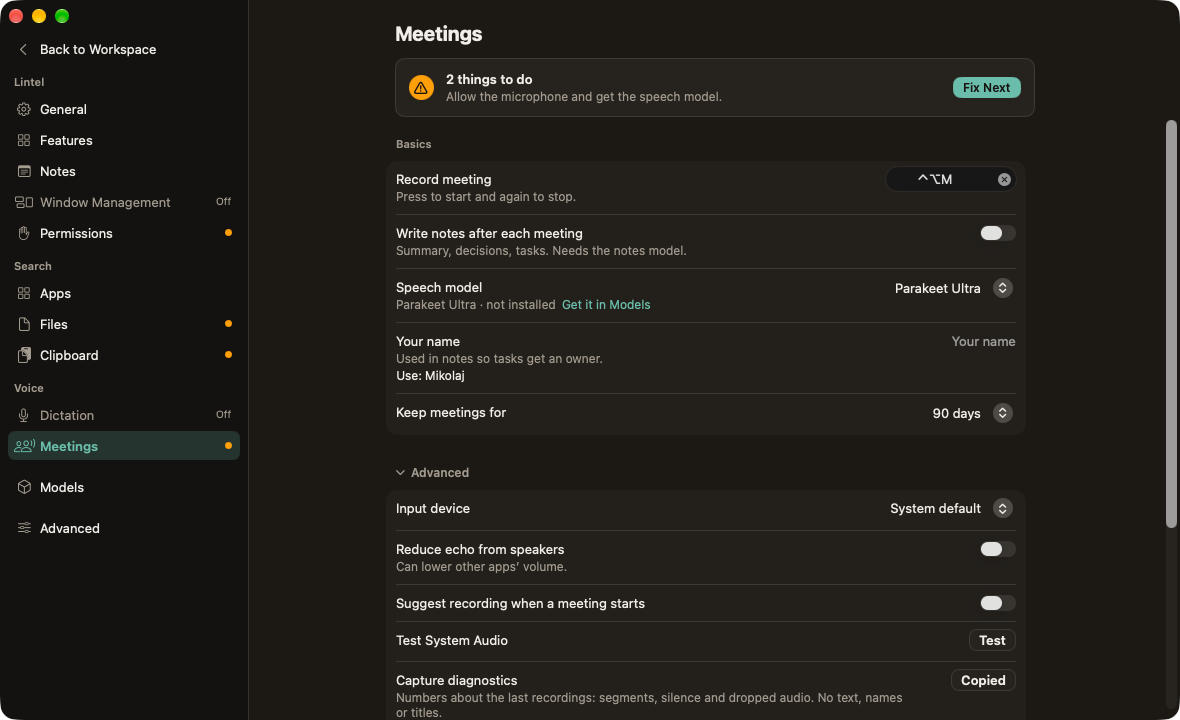 Back to Workspace
Lintel
General
Features
Notes
Window Management Off
Permissions
Search
Apps
Files
Clipboard
Voice
Dictation Off
Meetings
Models
Advanced
Meetings
2 things to do
Allow the microphone and get the speech model.
Fix Next
Basics
Record meeting
Press to start and again to stop.
⌃⌥M
Write notes after each meeting
Summary, decisions, tasks. Needs the notes model.
Speech model
Parakeet Ultra · not installed Get it in Models
Parakeet Ultra
Your name
Used in notes so tasks get an owner.
Use: Mikolaj
Your name
Keep meetings for
90 days
Advanced
Input device
System default
Reduce echo from speakers
Can lower other apps’ volume.
Suggest recording when a meeting starts
Test System Audio
Test
Capture diagnostics
Numbers about the last recordings: segments, silence and dropped audio. No text, names
or titles.
Copied